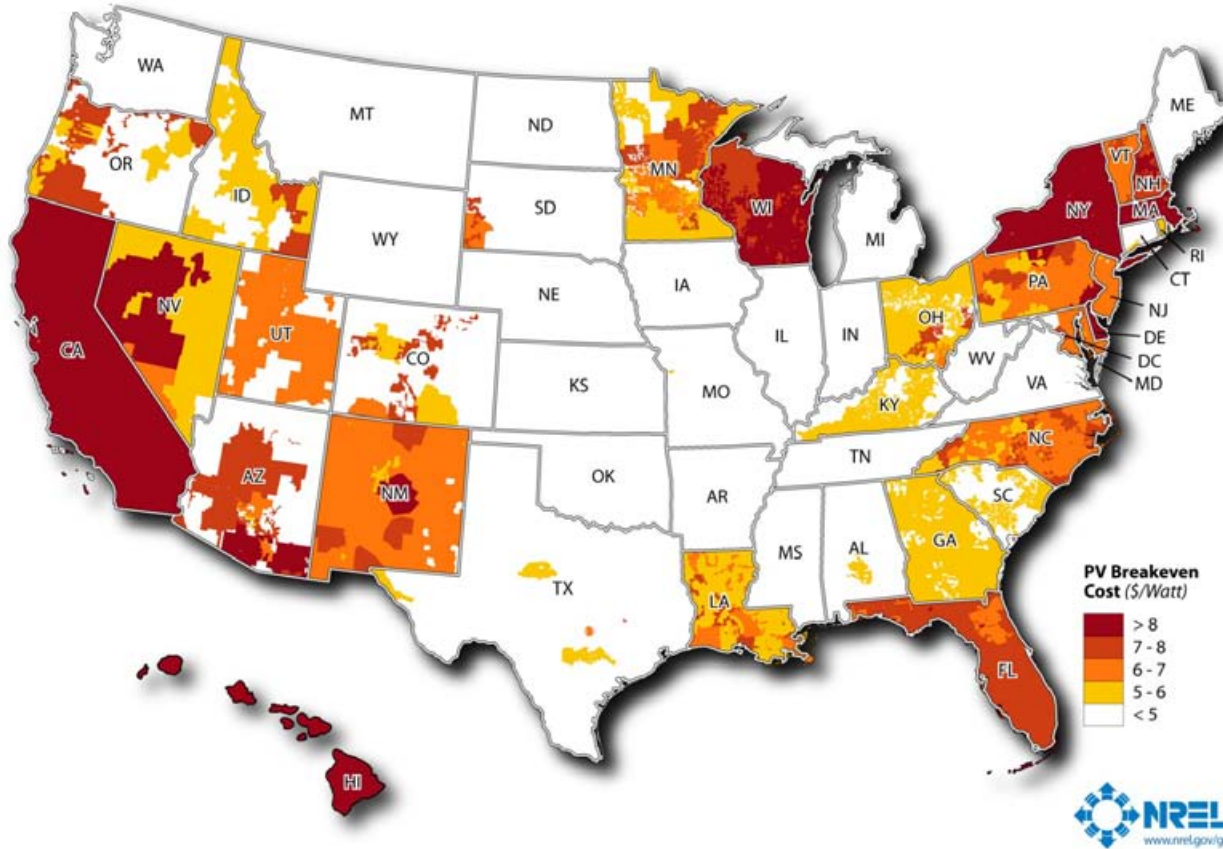 WA
MT
ND
MN
OR
ID
SD
WI
WY
MI
NY
VT
NH
MA
ME
RI
CT
NJ
DE
DC
MD
PA
OH
IN
IL
IA
NE
NV
UT
CO
CA
KS
MO
KY
WV
VA
AZ
NM
OK
AR
TN
NC
SC
GA
AL
MS
LA
TX
FL
HI
PV Breakeven
Cost ($/Watt)
> 8
7 - 8
6 - 7
5 - 6
< 5
NREL
www.nrel.gov/g